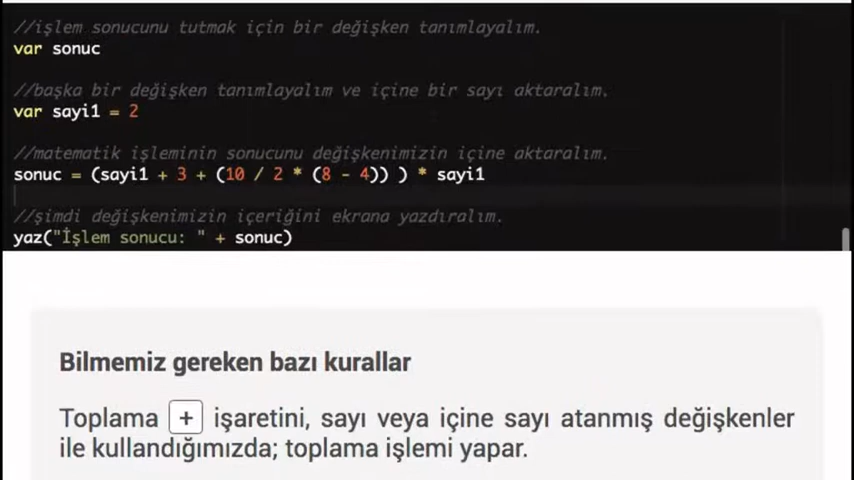 //işlem sonucunu tutmak için bir değişken tanımlayalım.
var sonuc
//başka bir değişken tanımlayalım ve içine bir sayı aktaralım.
var sayi1 = 2
//matematik işleminin sonucunu değişkenimizin içine aktaralım.
sonuc = (sayi1 + 3 + (10 / 2 * (8 - 4)) ) * sayi1
//şimdi değişkenimizin içeriğini ekrana yazdıralım.
yaz("İşlem sonucu: " + sonuc)
Bilmemiz gereken bazı kurallar
Toplama + işaretini, sayı veya içine sayı atanmış değişkenler
ile kullandığımızda; toplama işlemi yapar.